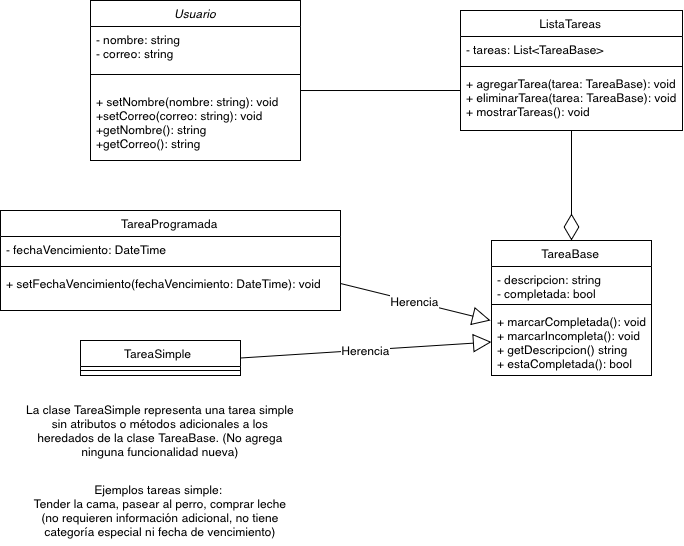 Usuario
- nombre: string
- correo: string
+ setNombre(nombre: string): void
+setCorreo(correo: string): void
+getNombre(): string
+getCorreo(): string
ListaTareas
- tareas: List<TareaBase>
+ agregarTarea(tarea: TareaBase): void
+ eliminarTarea(tarea: TareaBase): void
+ mostrarTareas(): void
TareaProgramada
- fechaVencimiento: DateTime
+ setFechaVencimiento(fechaVencimiento: DateTime): void
TareaBase
- descripcion: string
- completada: bool
+ marcarCompletada(): void
+ marcarIncompleta(): void
+ getDescripcion() string
+ estaCompletada(): bool
Herencia
TareaSimple
Herencia
La clase TareaSimple representa una tarea simple
sin atributos o métodos adicionales a los
heredados de la clase TareaBase. (No agrega
ninguna funcionalidad nueva)
Ejemplos tareas simple:
Tender la cama, pasear al perro, comprar leche
(no requieren información adicional, no tiene
categoría especial ni fecha de vencimiento)